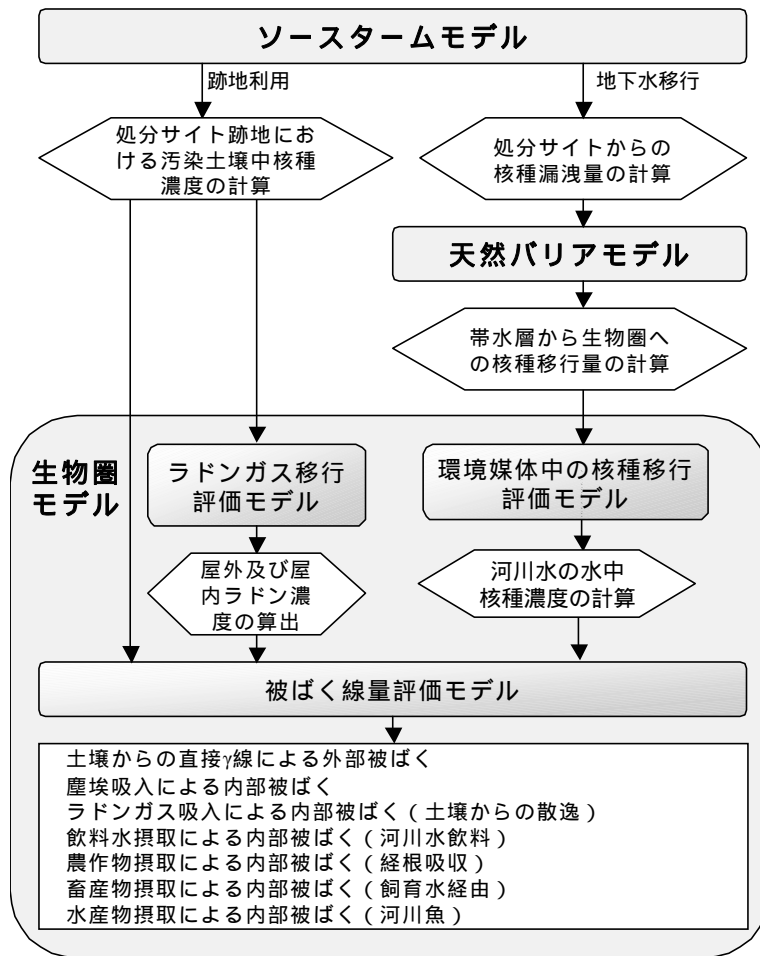 ソースタームモデル
跡地利用
地下水移行
処分サイト跡地にお
ける汚染土壌中核種
濃度の計算
処分サイトからの
核種漏洩量の計算
天然バリアモデル
帯水層から生物圏へ
の核種移行量の計算
生物圏
モデル
ラドンガス移行
評価モデル
環境媒体中の核種移行
評価モデル
屋外及び屋
内ラドン濃
度の算出
河川水の水中
核種濃度の計算
被ばく線量評価モデル
土壌からの直接γ線による外部被ばく
塵埃吸入による内部被ばく
ラドンガス吸入による内部被ばく(土壌からの散逸)
飲料水摂取による内部被ばく(河川水飲料)
農作物摂取による内部被ばく(経根吸収)
畜産物摂取による内部被ばく(飼育水経由)
水産物摂取による内部被ばく(河川魚)